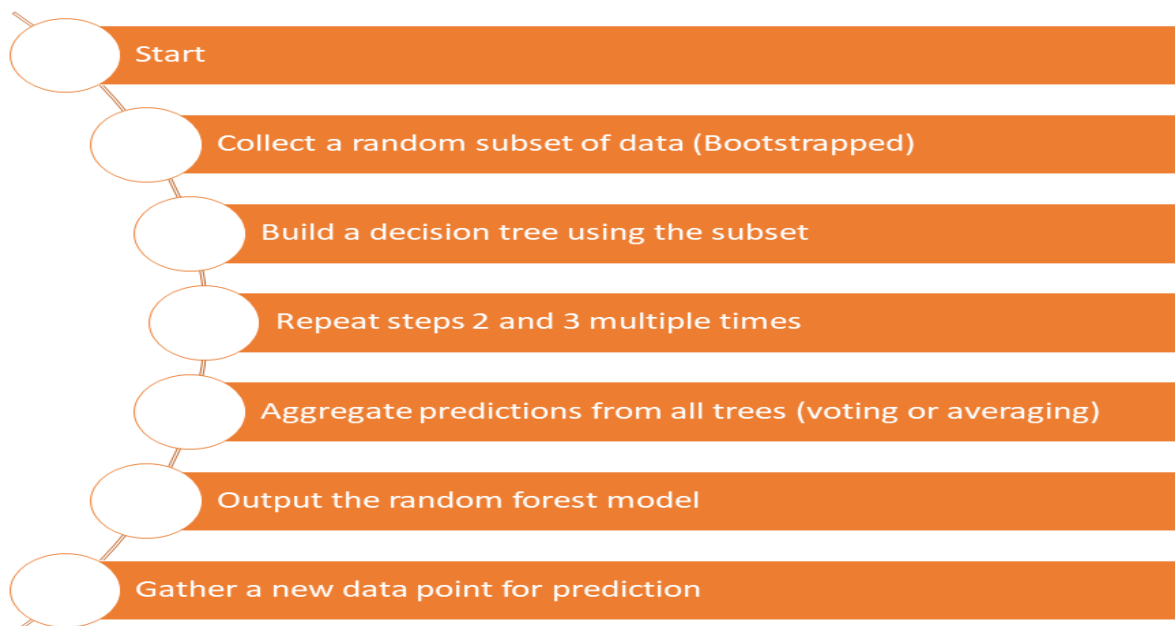 Start
Collect a random subset of data (Bootstrapped)
Build a decision tree using the subset
Repeat steps 2 and 3 multiple times
Aggregate predictions from all trees (voting or averaging)
Output the random forest model
Gather a new data point for prediction